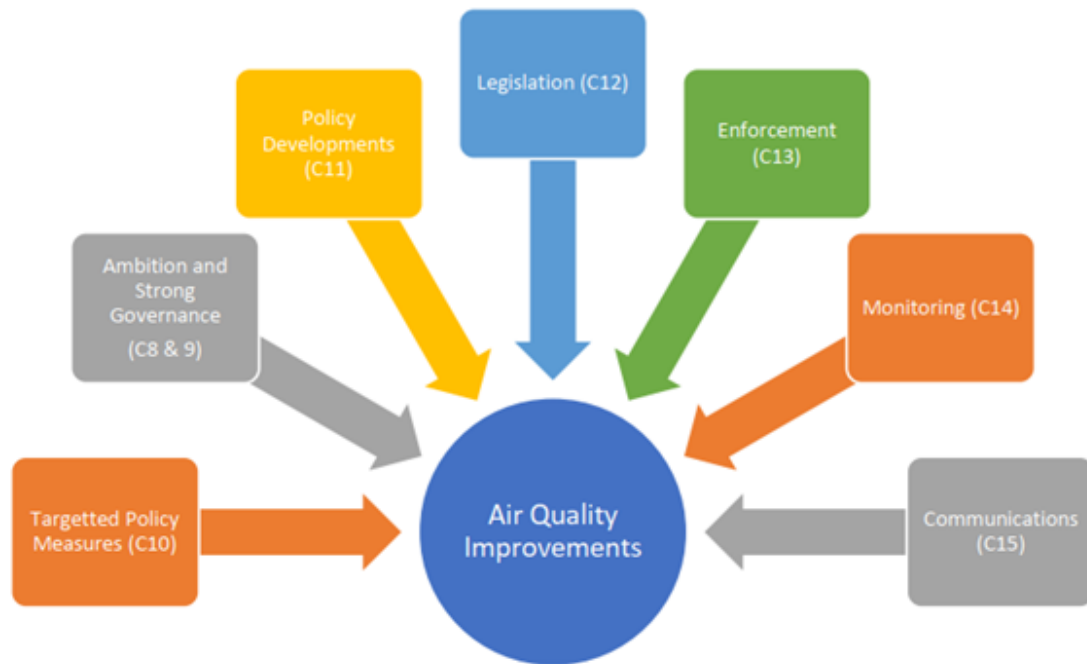 Legislation (C12)
Policy
Developments
(C11)
Enforcement
(C13)
Ambition and
Strong
Governance
(C8 & 9)
Monitoring (C14)
Targetted Policy
Measures (C10)
Air Quality
Improvements
Communications
(C15)